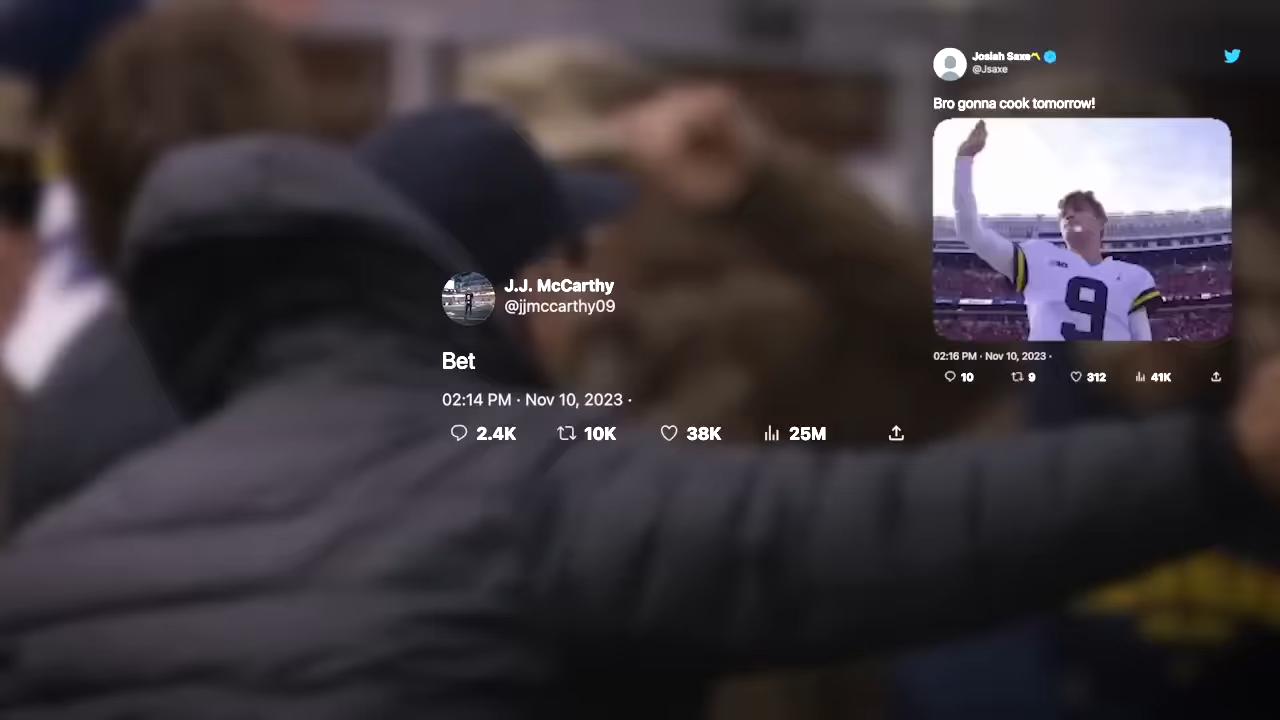 J.J. McCarthy
@jjmccarthy09
Bet
02:14 PM · Nov 10, 2023 ·
2.4K 10K 38K 25M
Josiah Saxe
@Jsaxe
Bro gonna cook tomorrow!
9
02:16 PM · Nov 10, 2023 ·
10 9 312 41K